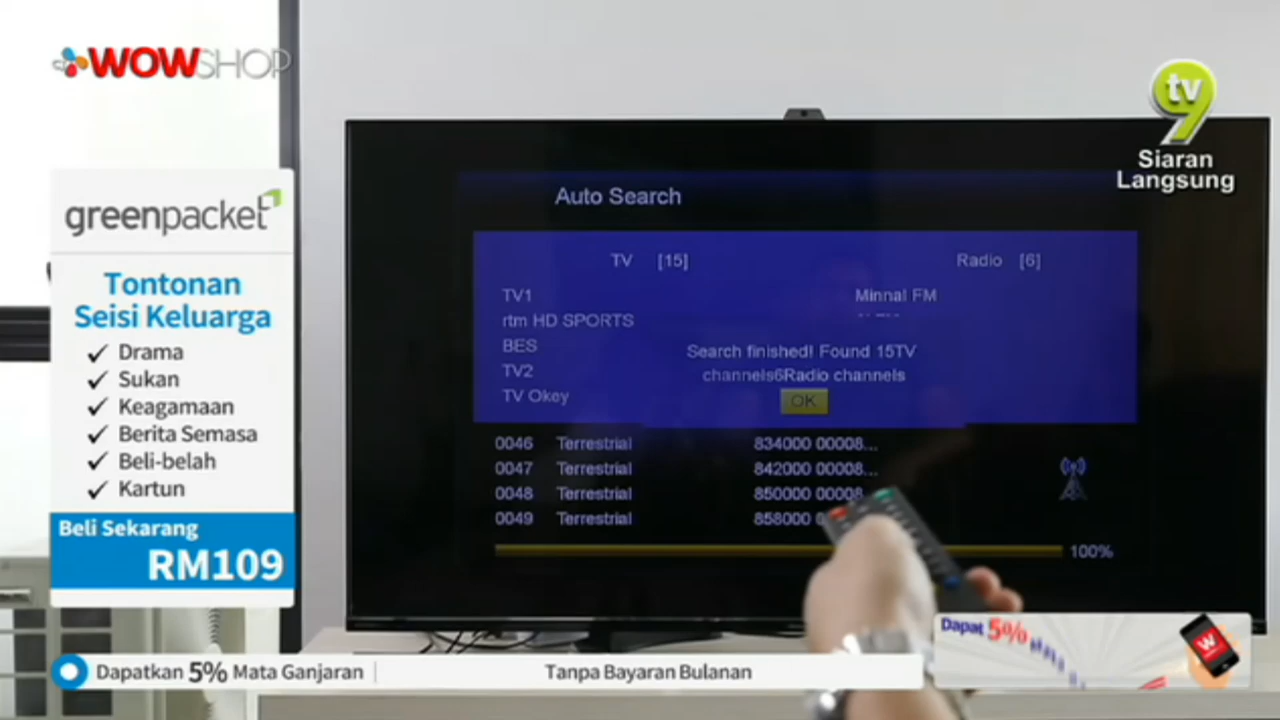 WOWSHOP
tv9
Siaran
Langsung
greenpacket
Tontonan
Seisi Keluarga
✓ Drama
✓ Sukan
✓ Keagamaan
✓ Berita Semasa
✓ Beli-belah
✓ Kartun
Beli Sekarang
RM109
Auto Search
TV [15] Radio [6]
TV1 Minnal FM
rtm HD SPORTS
BES
TV2
TV Okey
Search finished! Found 15TV
channels6Radio channels
OK
0046 Terrestrial 834000 00008...
0047 Terrestrial 842000 00008...
0048 Terrestrial 850000 00008
0049 Terrestrial 858000
100%
Dapat 5%
W
Dapatkan 5% Mata Ganjaran
Tanpa Bayaran Bulanan